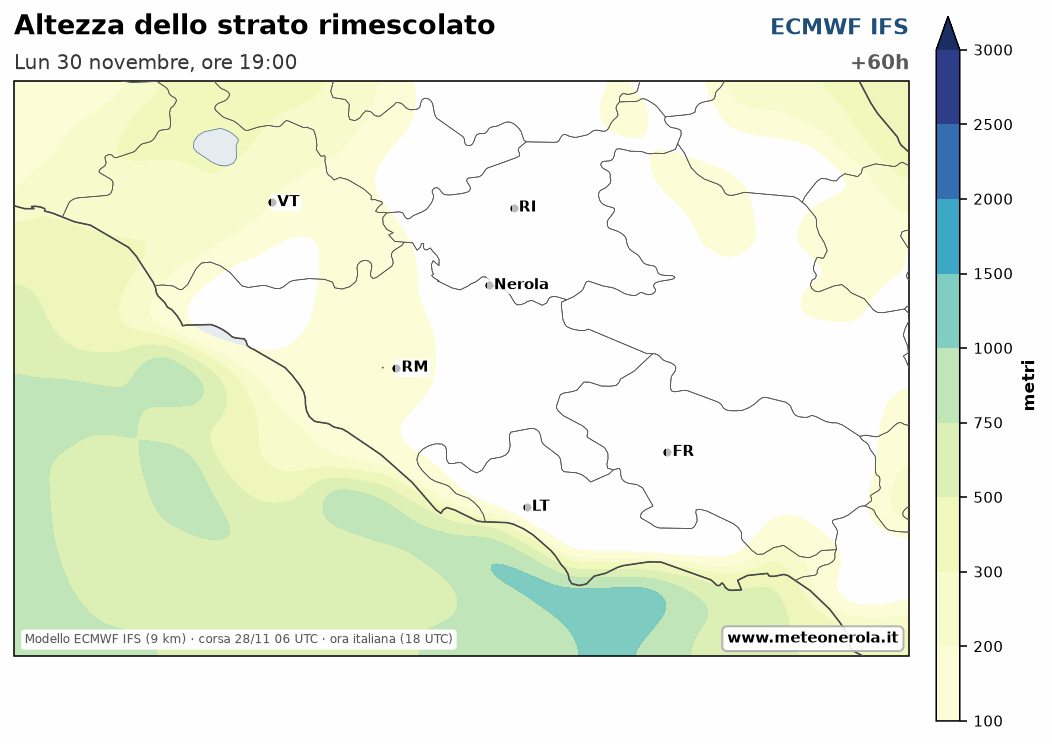 Altezza dello strato rimescolato
ECMWF IFS
Lun 30 novembre, ore 19:00
+60h
VT
RI
Nerola
RM
FR
LT
Modello ECMWF IFS (9 km) · corsa 28/11 06 UTC · ora italiana (18 UTC)
www.meteonerola.it
3000
2500
2000
1500
1000
750
500
300
200
100
metri